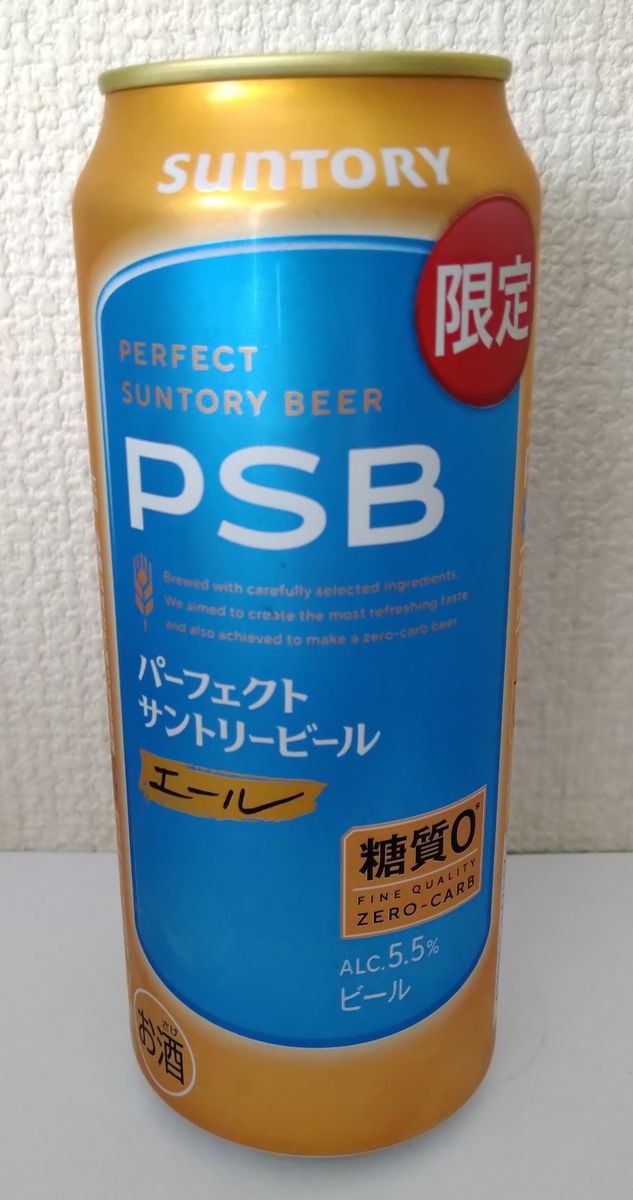 SUNTORY
限定
PERFECT
SUNTORY BEER
PSB
Brewed with carefully selected ingredients.
We aimed to create the most refreshing taste
and also achieved to make a zero-carb beer.
パーフェクト
サントリービール
エール
糖質0*
FINE QUALITY
ZERO-CARB
ALC.5.5%
ビール
さけ
お酒